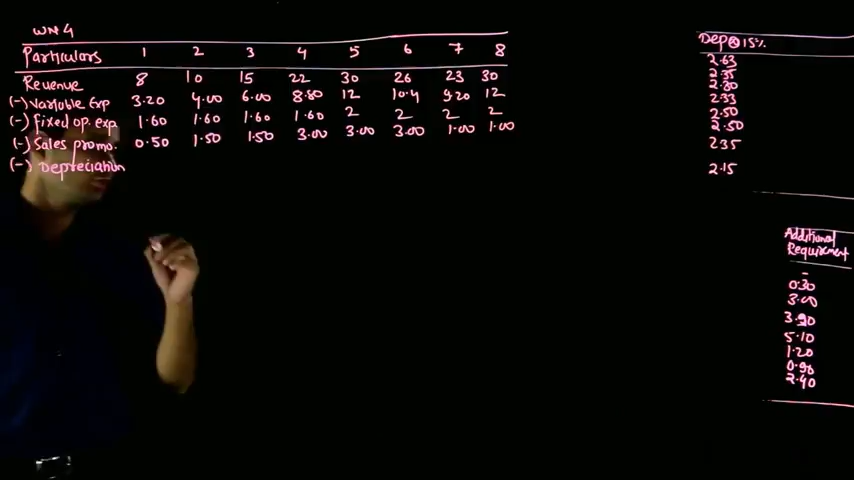 WN 4
Particulars 1 2 3 4 5 6 7 8
Revenue 8 10 15 22 30 26 23 30
(-) Variable Exp 3.20 4.00 6.00 8.80 12 10.4 9.20 12
(-) Fixed op. exp 1.60 1.60 1.60 1.60 2 2 2 2
(-) Sales promo. 0.50 1.50 1.50 3.00 3.00 3.00 1.00 1.00
(-) Depreciation
Dep @ 15%
2.63
2.35
2.80
2.33
2.50
2.50
2.35
2.15
Additional
Requirement
-
0.30
3.00
3.90
5.10
1.20
0.90
2.40